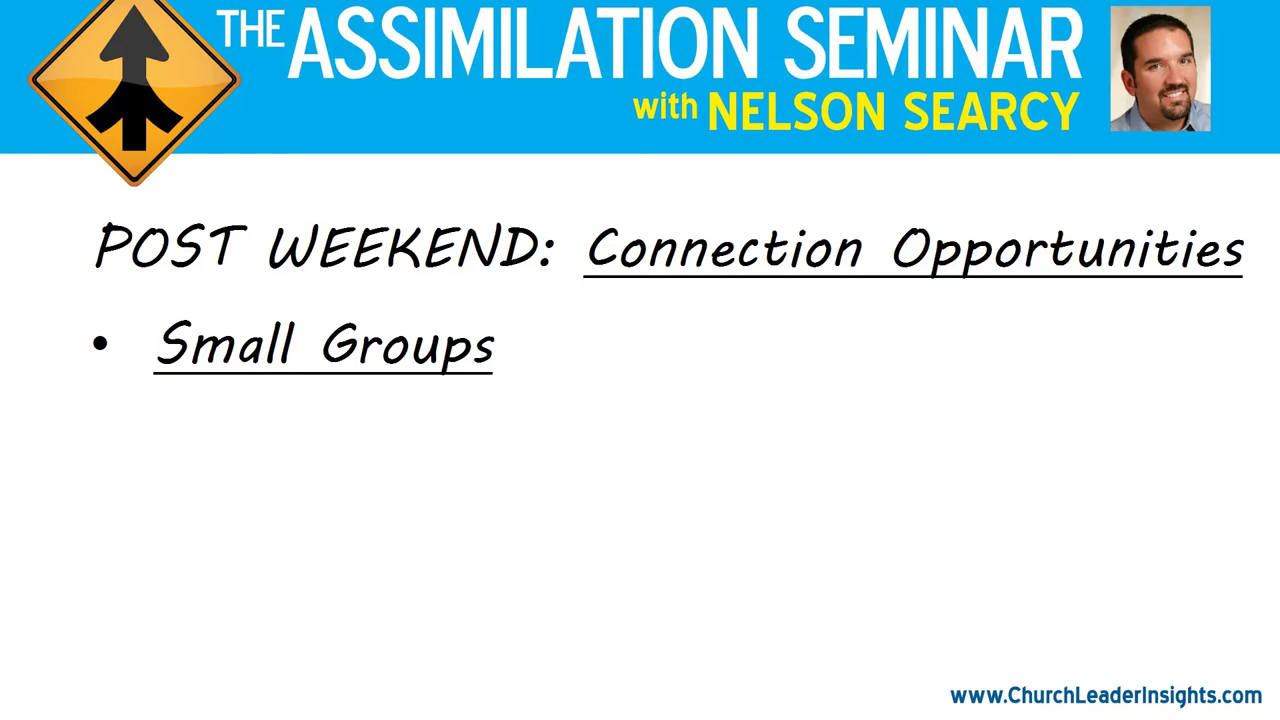 THE ASSIMILATION SEMINAR
with NELSON SEARCY
POST WEEKEND: Connection Opportunities
• Small Groups
www.ChurchLeaderInsights.com